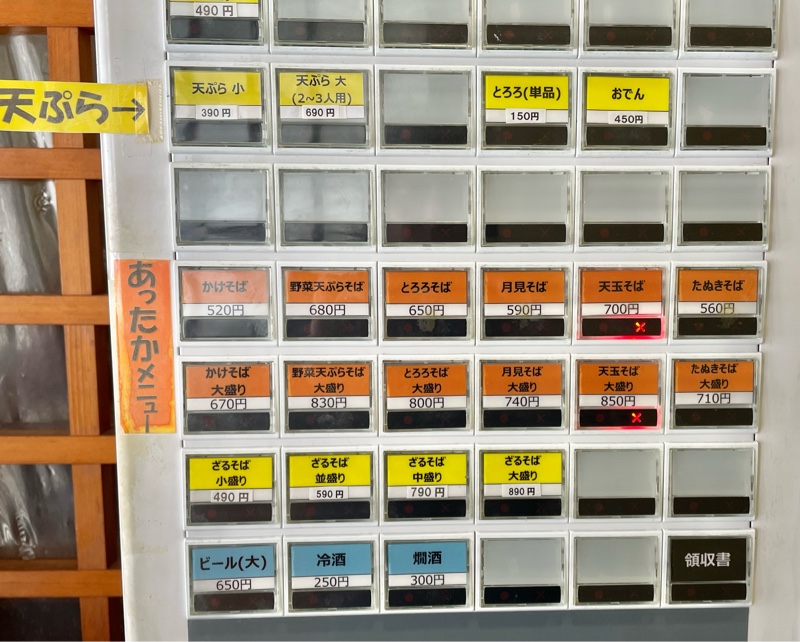 490円
天ぷら→
天ぷら 小
390円
天ぷら 大
(2~3人用)
690円
とろろ(単品)
150円
おでん
450円
あったかメニュー
かけそば
520円
野菜天ぷらそば
680円
とろろそば
650円
月見そば
590円
天玉そば
700円
×
たぬきそば
560円
かけそば
大盛り
670円
野菜天ぷらそば
大盛り
830円
とろろそば
大盛り
800円
月見そば
大盛り
740円
天玉そば
大盛り
850円
×
たぬきそば
大盛り
710円
ざるそば
小盛り
490円
ざるそば
並盛り
590円
ざるそば
中盛り
790円
ざるそば
大盛り
890円
ビール(大)
650円
冷酒
250円
燗酒
300円
領収書